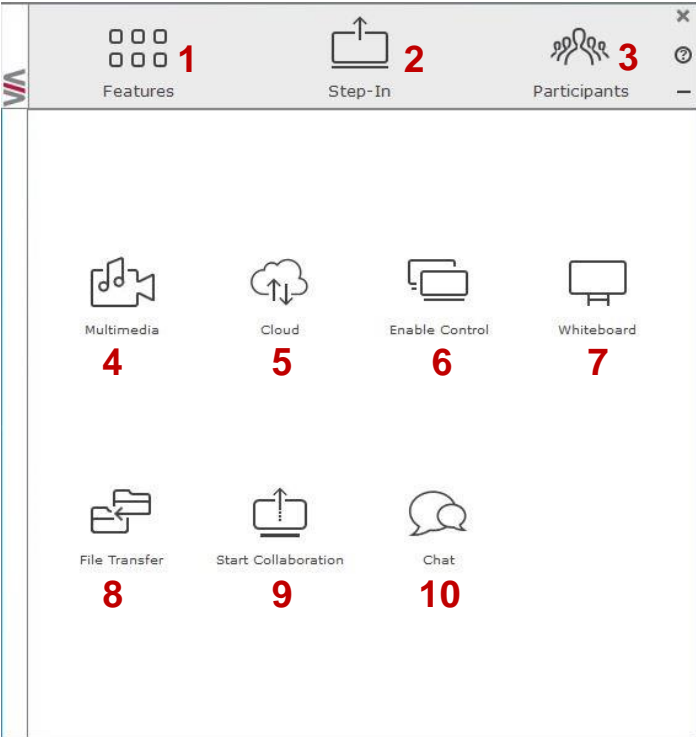 1 2 3
Features Step-In Participants
Multimedia Cloud Enable Control Whiteboard
4 5 6 7
File Transfer Start Collaboration Chat
8 9 10